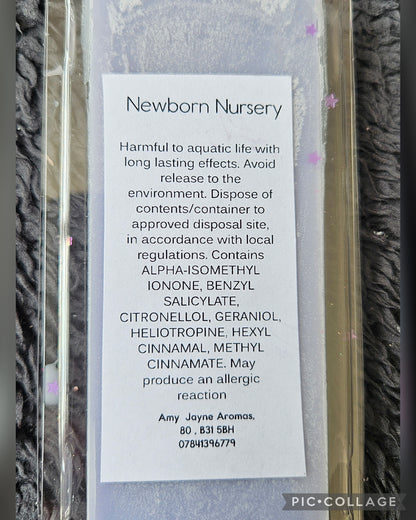 Newborn Nursery
Harmful to aquatic life with
long lasting effects. Avoid
release to the
environment. Dispose of
contents/container to
approved disposal site,
in accordance with local
regulations. Contains
ALPHA-ISOMETHYL
IONONE, BENZYL
SALICYLATE,
CITRONELLOL, GERANIOL,
HELIOTROPINE, HEXYL
CINNAMAL, METHYL
CINNAMATE. May
produce an allergic
reaction
Amy Jayne Aromas,
80 , B31 5BH
07841396779
PIC•COLLAGE